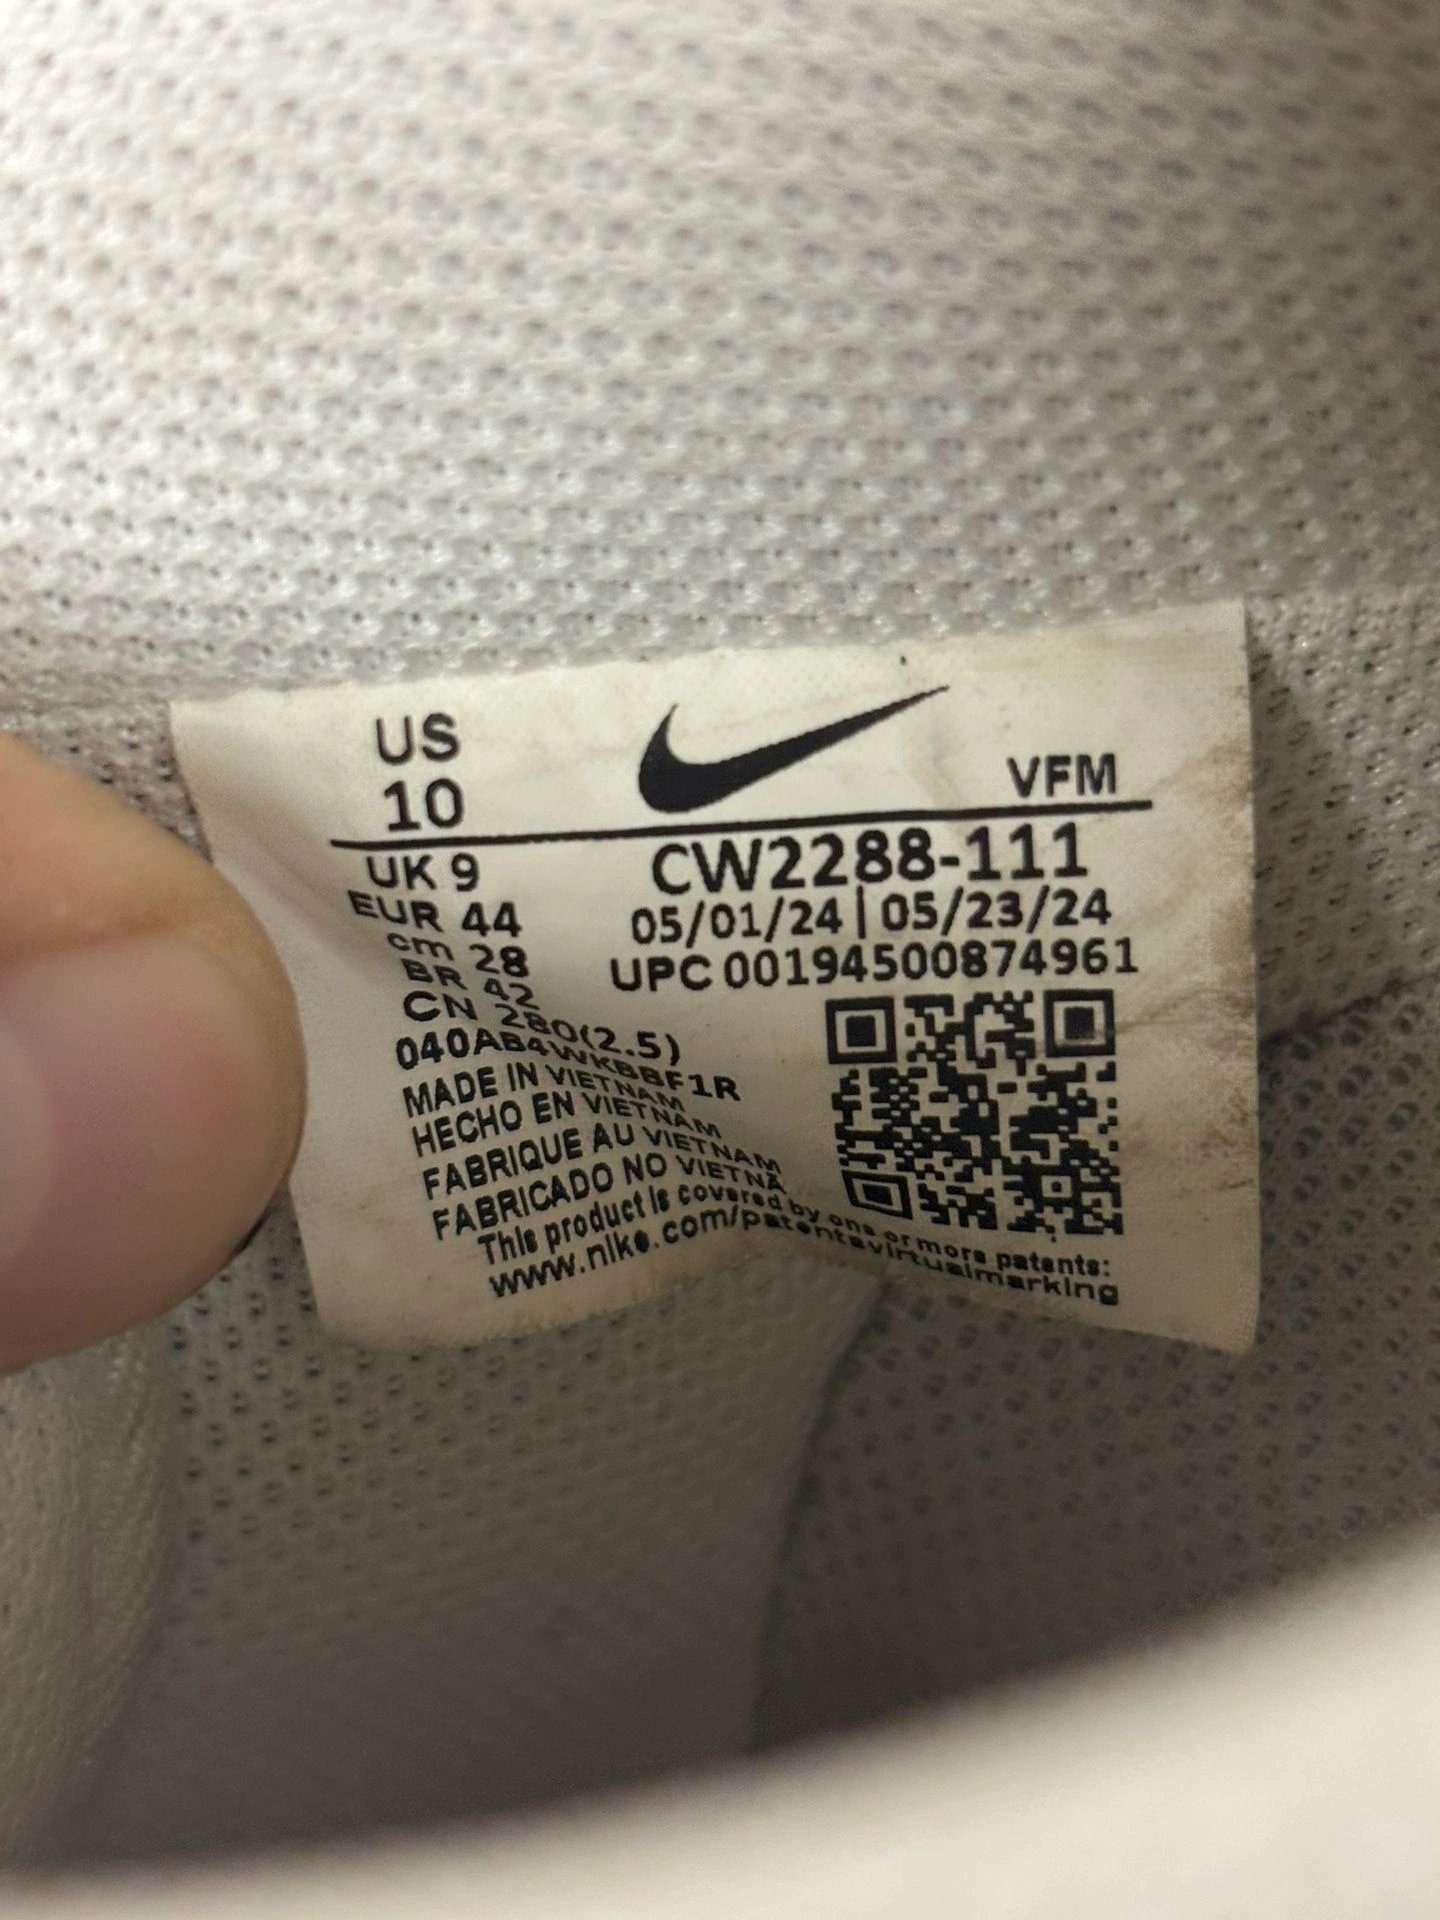 US
10
VFM
UK 9
EUR 44
cm 28
BR 42
CN 280(2.5)
040AB4WKBBF1R
CW2288-111
05/01/24 | 05/23/24
UPC 00194500874961
MADE IN VIETNAM
HECHO EN VIETNAM
FABRIQUE AU VIETNAM
FABRICADO NO VIETNÃ
This product is covered by one or more patents:
www.nike.com/patentsvirtualmarking